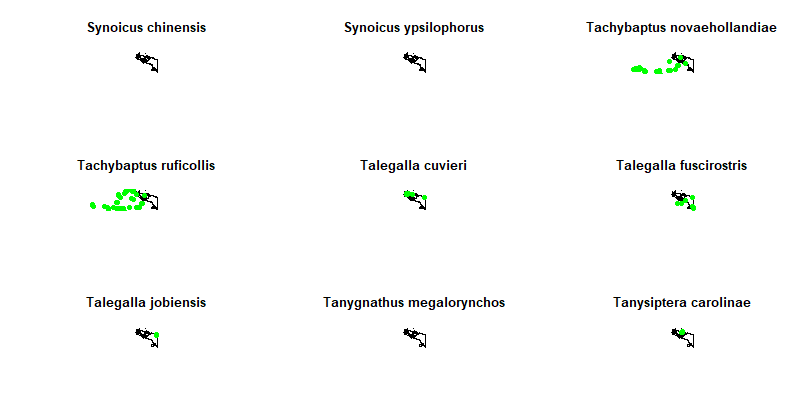 Synoicus chinensis
Synoicus ypsilophorus
Tachybaptus novaehollandiae
Tachybaptus ruficollis
Talegalla cuvieri
Talegalla fuscirostris
Talegalla jobiensis
Tanygnathus megalorynchos
Tanysiptera carolinae